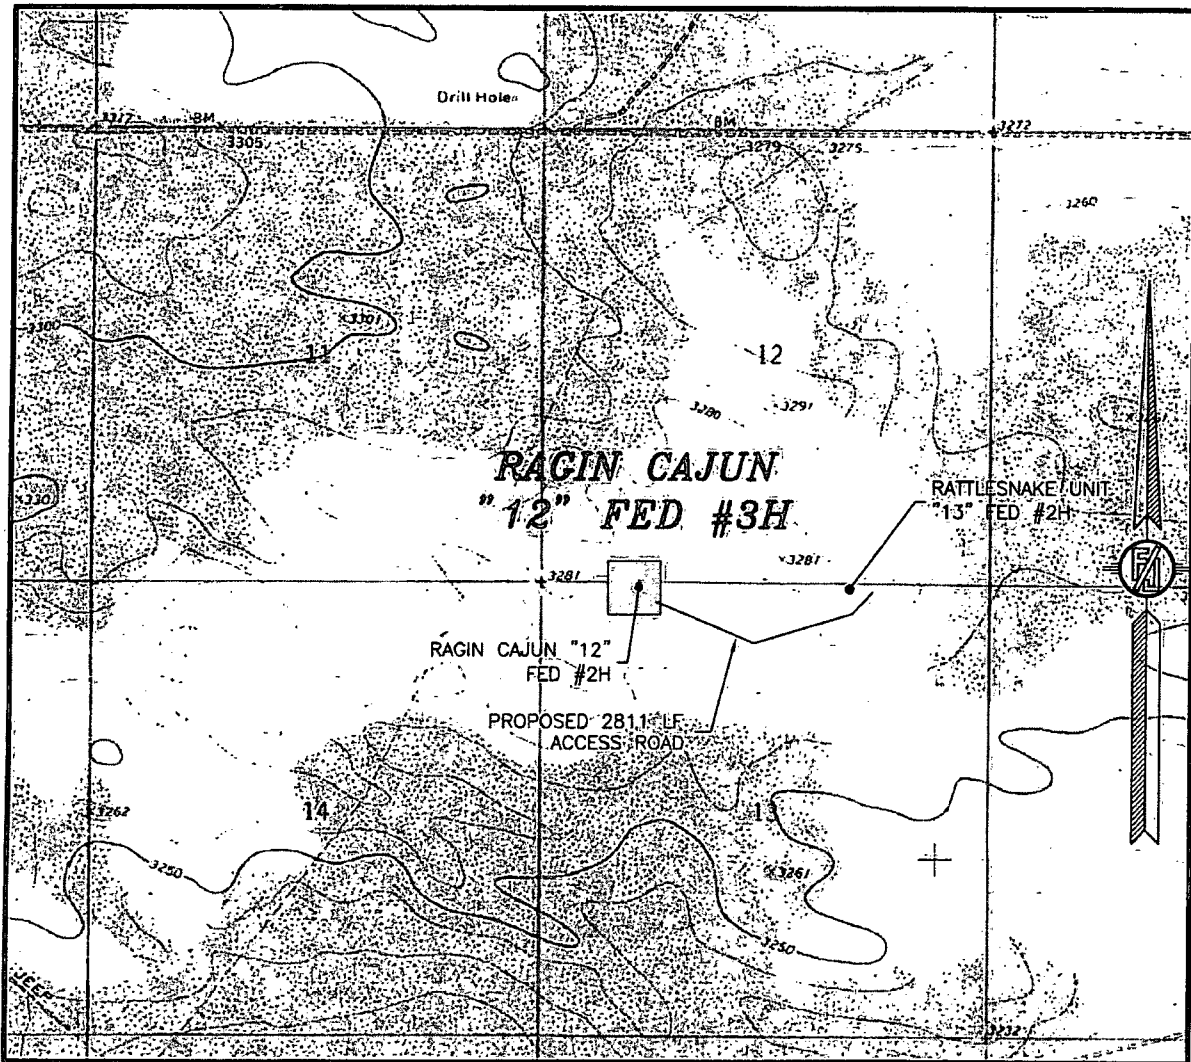 Drill Hole
3317
BM
BM
3272
3305
3279
3275
3260
3300
3301
11
12
3280
3291
RAGIN CAJUN
"12" FED #3H
RATTLESNAKE UNIT
"13" FED #2H
3281
3281
RAGIN CAJUN "12"
FED #2H
PROPOSED 2811 LF
ACCESS ROAD
3262
14
13
3250
3261
3250
JEEP
3232